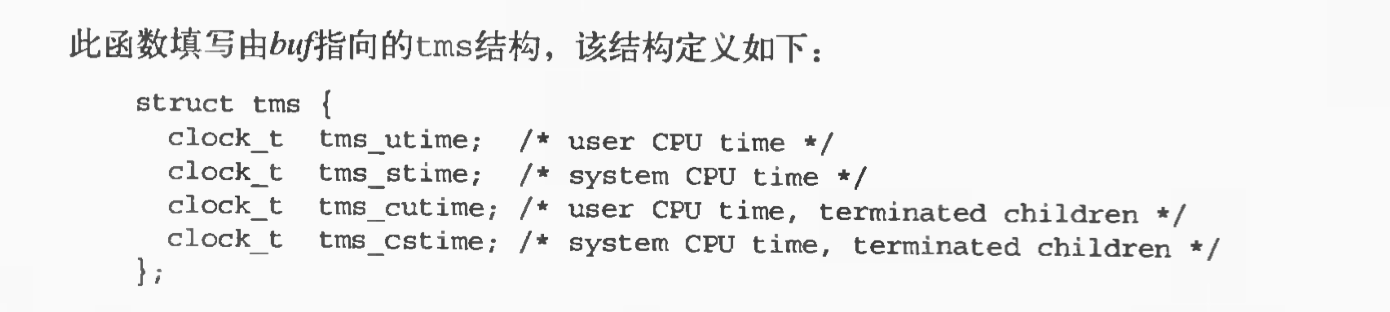 此函数填写由buf指向的tms结构，该结构定义如下：
struct tms {
  clock_t  tms_utime;  /* user CPU time */
  clock_t  tms_stime;  /* system CPU time */
  clock_t  tms_cutime; /* user CPU time, terminated children */
  clock_t  tms_cstime; /* system CPU time, terminated children */
};